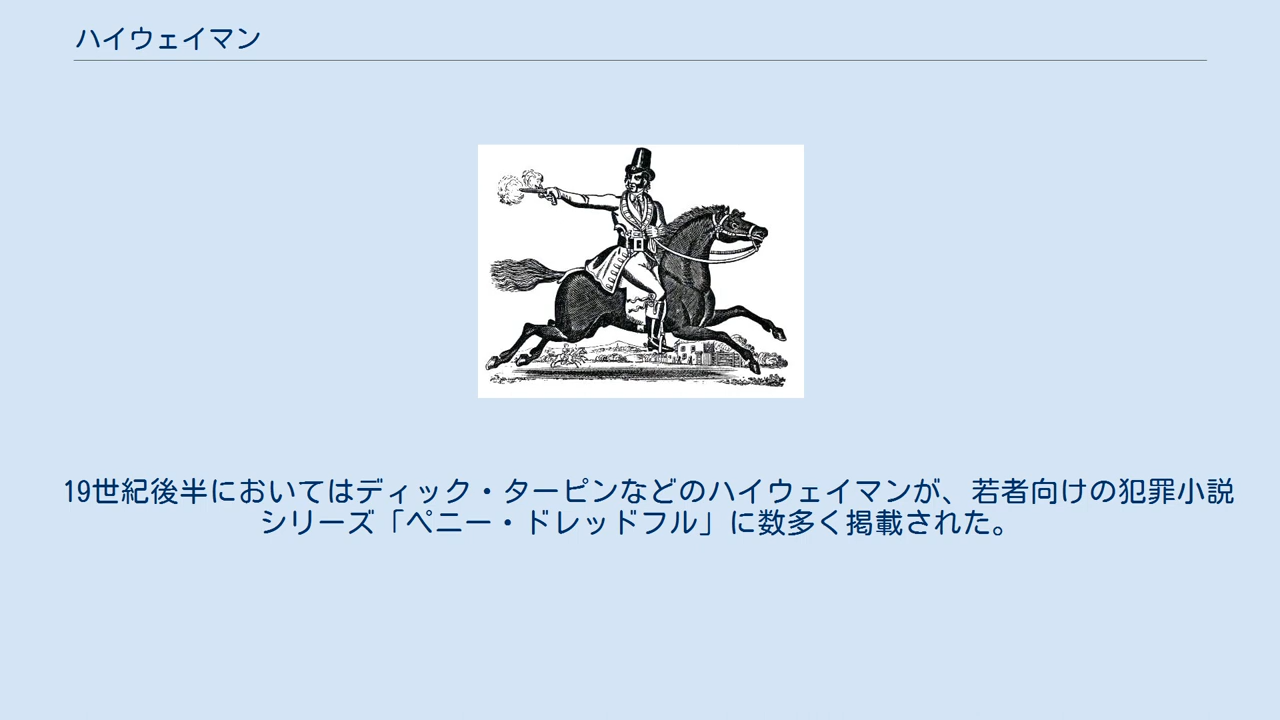 ハイウェイマン
19世紀後半においてはディック・ターピンなどのハイウェイマンが、若者向けの犯罪小説
シリーズ「ペニー・ドレッドフル」に数多く掲載された。